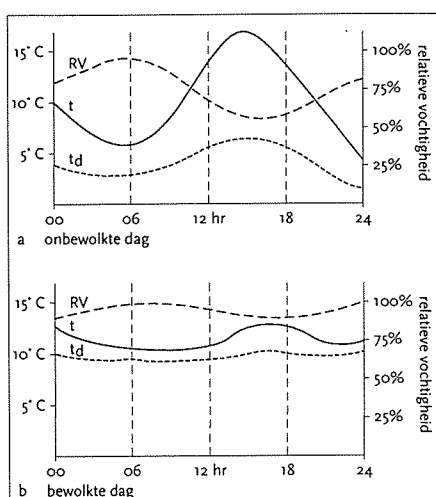 15° C
10° C
5° C
RV
t
td
100%
75%
50%
25%
relatieve vochtigheid
00 06 12 hr 18 24
a onbewolkte dag
15° C
10° C
5° C
RV
t
td
100%
75%
50%
25%
relatieve vochtigheid
00 06 12 hr 18 24
b bewolkte dag